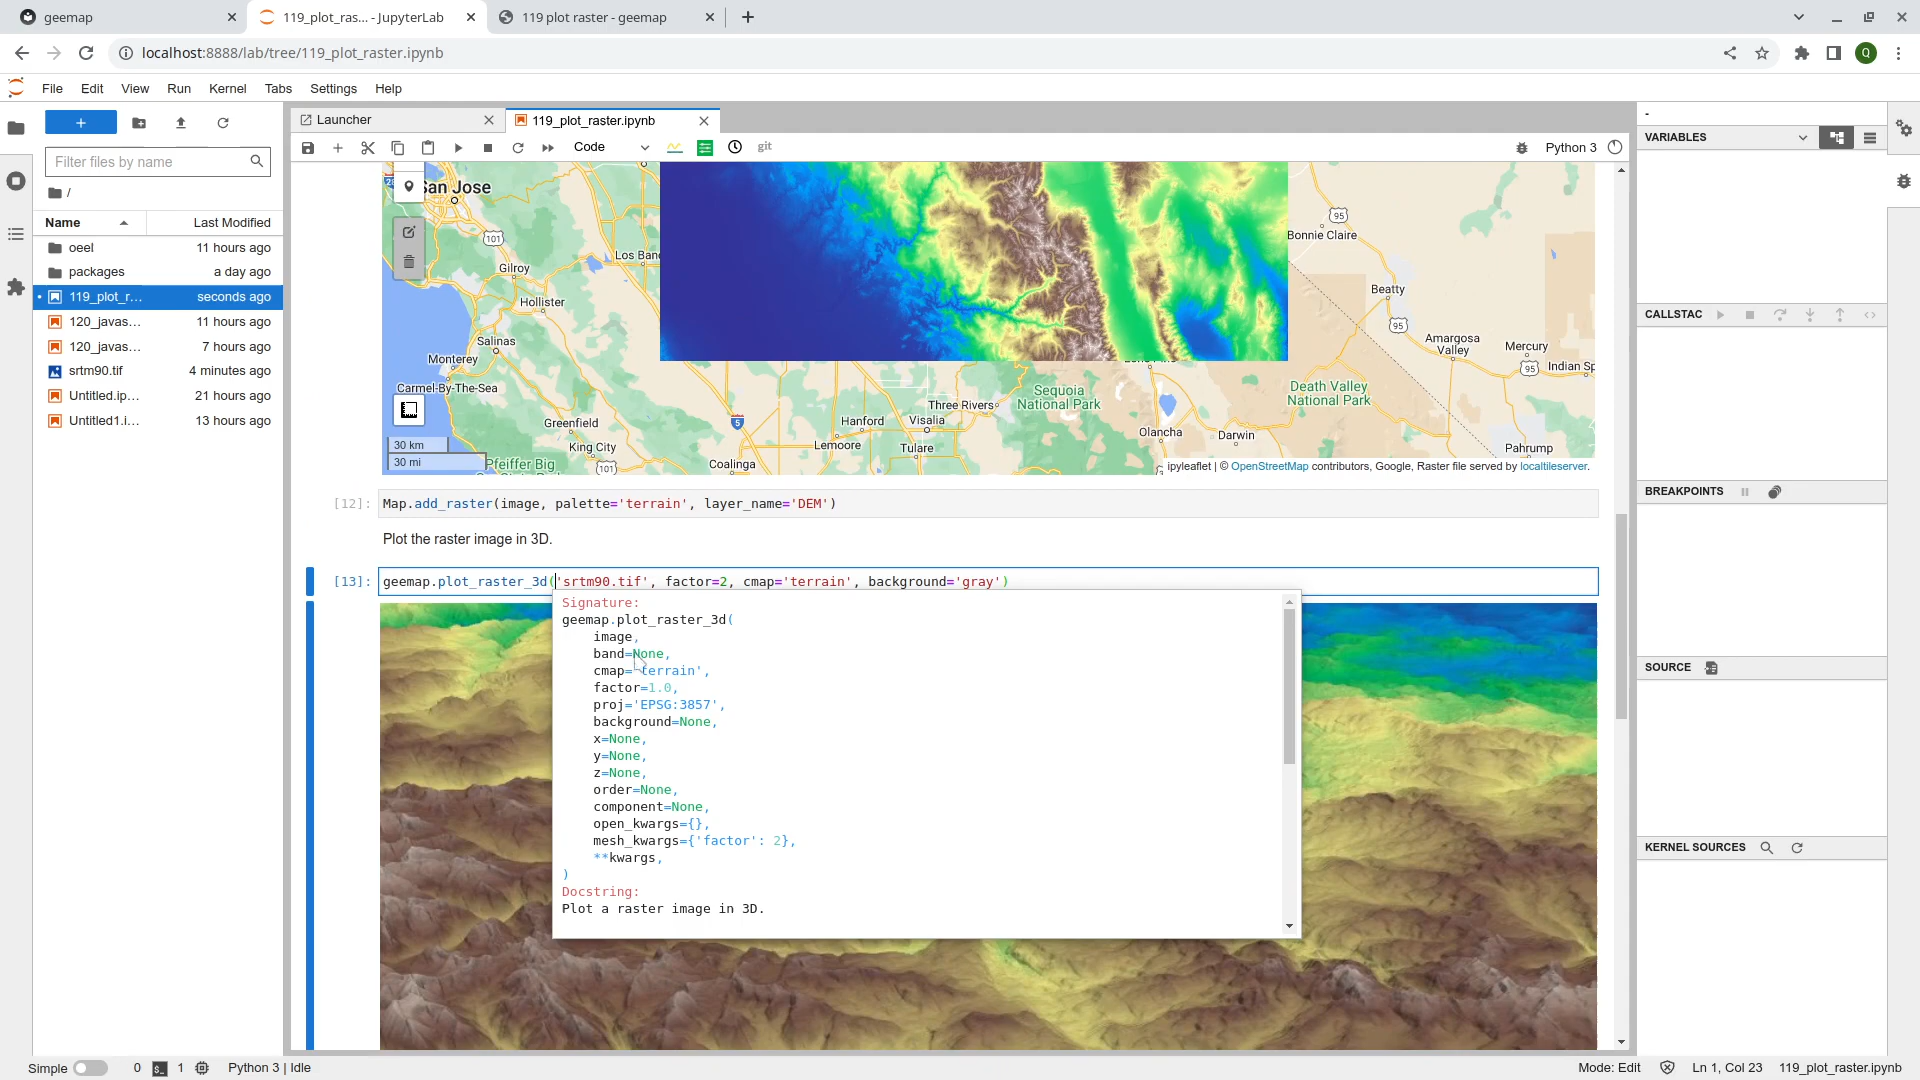 geemap
119_plot_ras... - JupyterLab
119 plot raster - geemap
localhost:8888/lab/tree/119_plot_raster.ipynb
Q
File Edit View Run Kernel Tabs Settings Help
Filter files by name
/
Name Last Modified
oeel 11 hours ago
packages a day ago
119_plot_r... seconds ago
120_javas... 11 hours ago
120_javas... 7 hours ago
srtm90.tif 4 minutes ago
Untitled.ip... 21 hours ago
Untitled1.i... 13 hours ago
Launcher
119_plot_raster.ipynb
Code
git
Python 3
San Jose
101
Gilroy
Los Ban
Hollister
Salinas
Monterey
Carmel-By-The-Sea
Greenfield
King City
101
Pfeiffer Big
30 km
30 mi
Coalinga
5
Hanford
Lemoore
Visalia
Tulare
Three Rivers
Sequoia
National Park
Olancha
Darwin
95
Bonnie Claire
Beatty
95
Amargosa
Valley
Mercury
95
Indian Sp
Death Valley
National Park
Pahrump
ipyleaflet | © OpenStreetMap contributors, Google, Raster file served by localtileserver.
[12]: Map.add_raster(image, palette='terrain', layer_name='DEM')
Plot the raster image in 3D.
[13]: geemap.plot_raster_3d('srtm90.tif', factor=2, cmap='terrain', background='gray')
Signature:
geemap.plot_raster_3d(
image,
band=None,
cmap='terrain',
factor=1.0,
proj='EPSG:3857',
background=None,
x=None,
y=None,
z=None,
order=None,
component=None,
open_kwargs={},
mesh_kwargs={'factor': 2},
**kwargs,
)
Docstring:
Plot a raster image in 3D.
-
VARIABLES
CALLSTAC
BREAKPOINTS
SOURCE
KERNEL SOURCES
Simple 0 1 Python 3 | Idle
Mode: Edit Ln 1, Col 23 119_plot_raster.ipynb